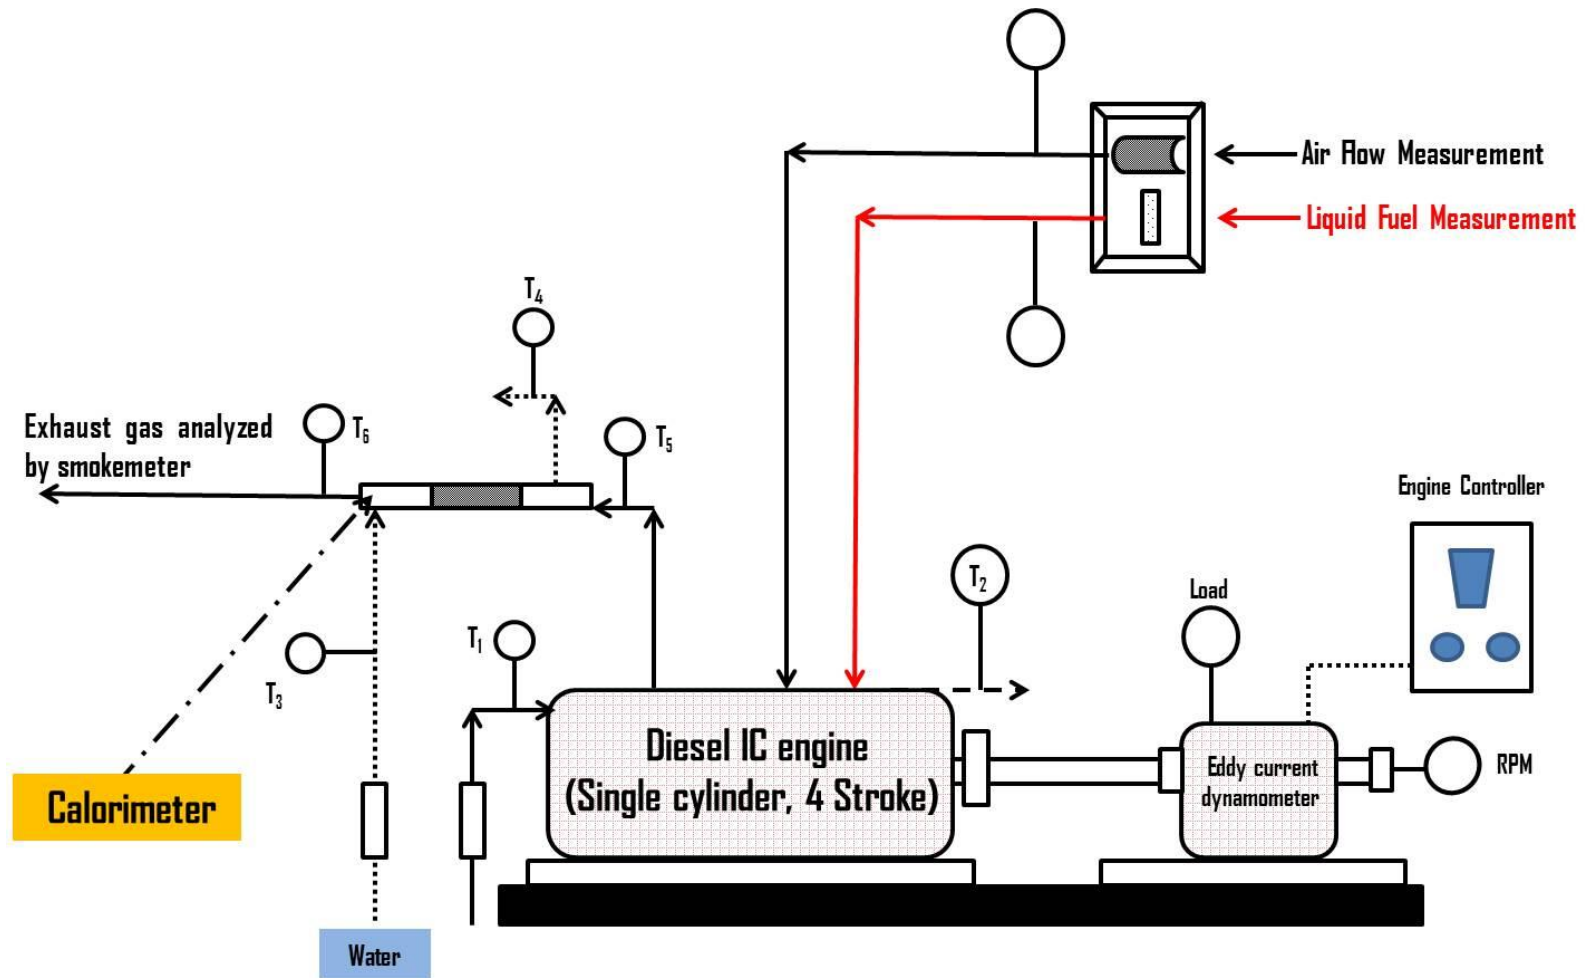 Air Flow Measurement
Liquid Fuel Measurement
T4
Exhaust gas analyzed
by smokemeter
T6
T5
Engine Controller
T2
Load
T1
T3
Diesel IC engine
(Single cylinder, 4 Stroke)
Eddy current
dynamometer
RPM
Calorimeter
Water